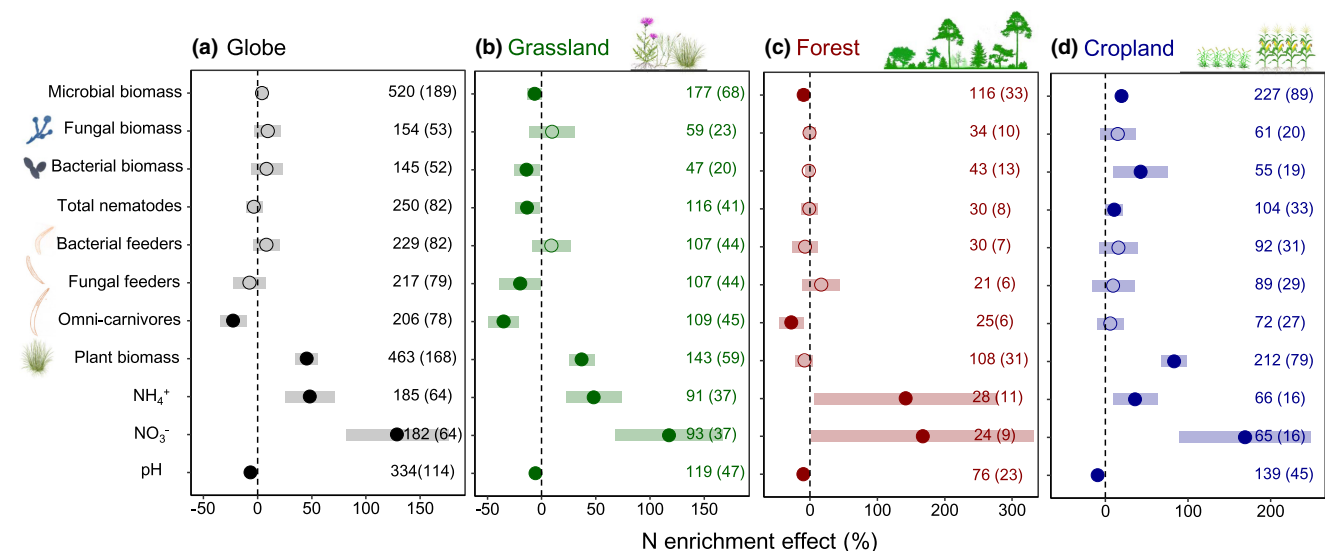 (a) Globe (b) Grassland (c) Forest (d) Cropland
Microbial biomass 520 (189) 177 (68) 116 (33) 227 (89)
Fungal biomass 154 (53) 59 (23) 34 (10) 61 (20)
Bacterial biomass 145 (52) 47 (20) 43 (13) 55 (19)
Total nematodes 250 (82) 116 (41) 30 (8) 104 (33)
Bacterial feeders 229 (82) 107 (44) 30 (7) 92 (31)
Fungal feeders 217 (79) 107 (44) 21 (6) 89 (29)
Omni-carnivores 206 (78) 109 (45) 25(6) 72 (27)
Plant biomass 463 (168) 143 (59) 108 (31) 212 (79)
NH₄⁺ 185 (64) 91 (37) 28 (11) 66 (16)
NO₃⁻ 182 (64) 93 (37) 24 (9) 65 (16)
pH 334(114) 119 (47) 76 (23) 139 (45)
-50 0 50 100 150 -50 0 50 100 150 0 100 200 300 0 100 200
N enrichment effect (%)